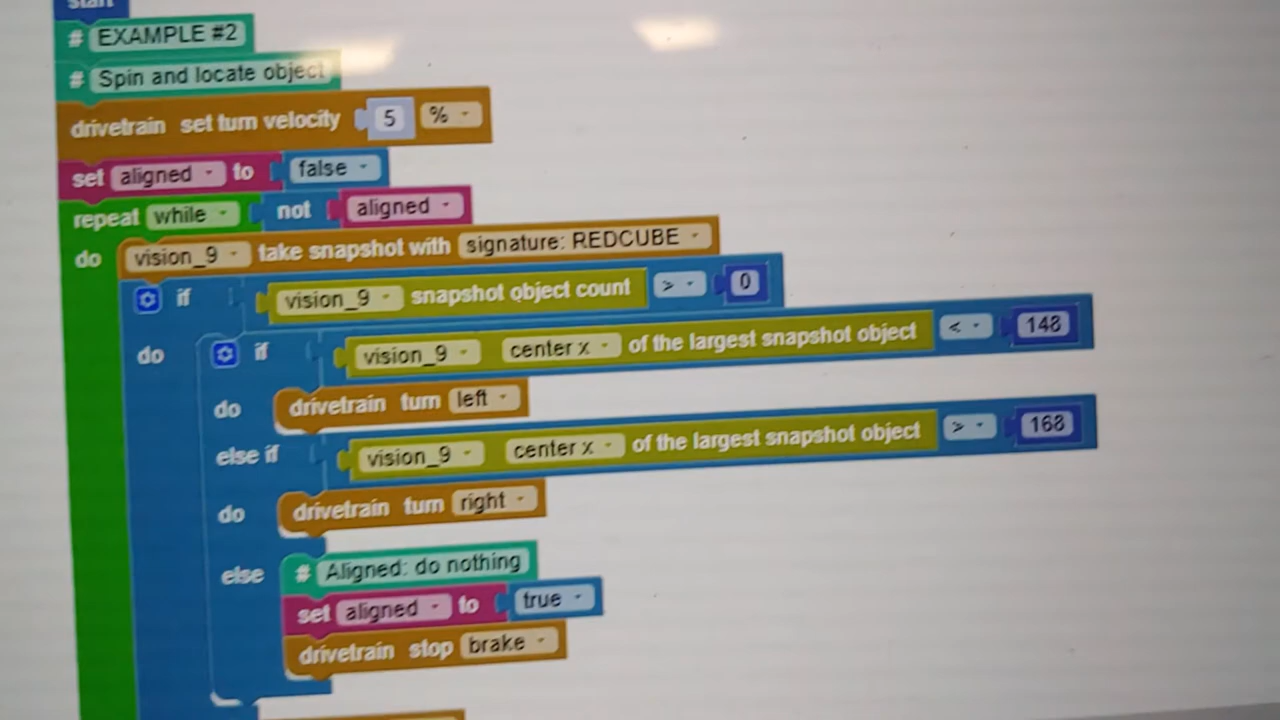 start
# EXAMPLE #2
# Spin and locate object
drivetrain set turn velocity 5 %
set aligned to false
repeat while not aligned
do vision_9 take snapshot with signature: REDCUBE
if vision_9 snapshot object count > 0
do if vision_9 center x of the largest snapshot object < 148
do drivetrain turn left
else if vision_9 center x of the largest snapshot object > 168
do drivetrain turn right
else # Aligned: do nothing
set aligned to true
drivetrain stop brake